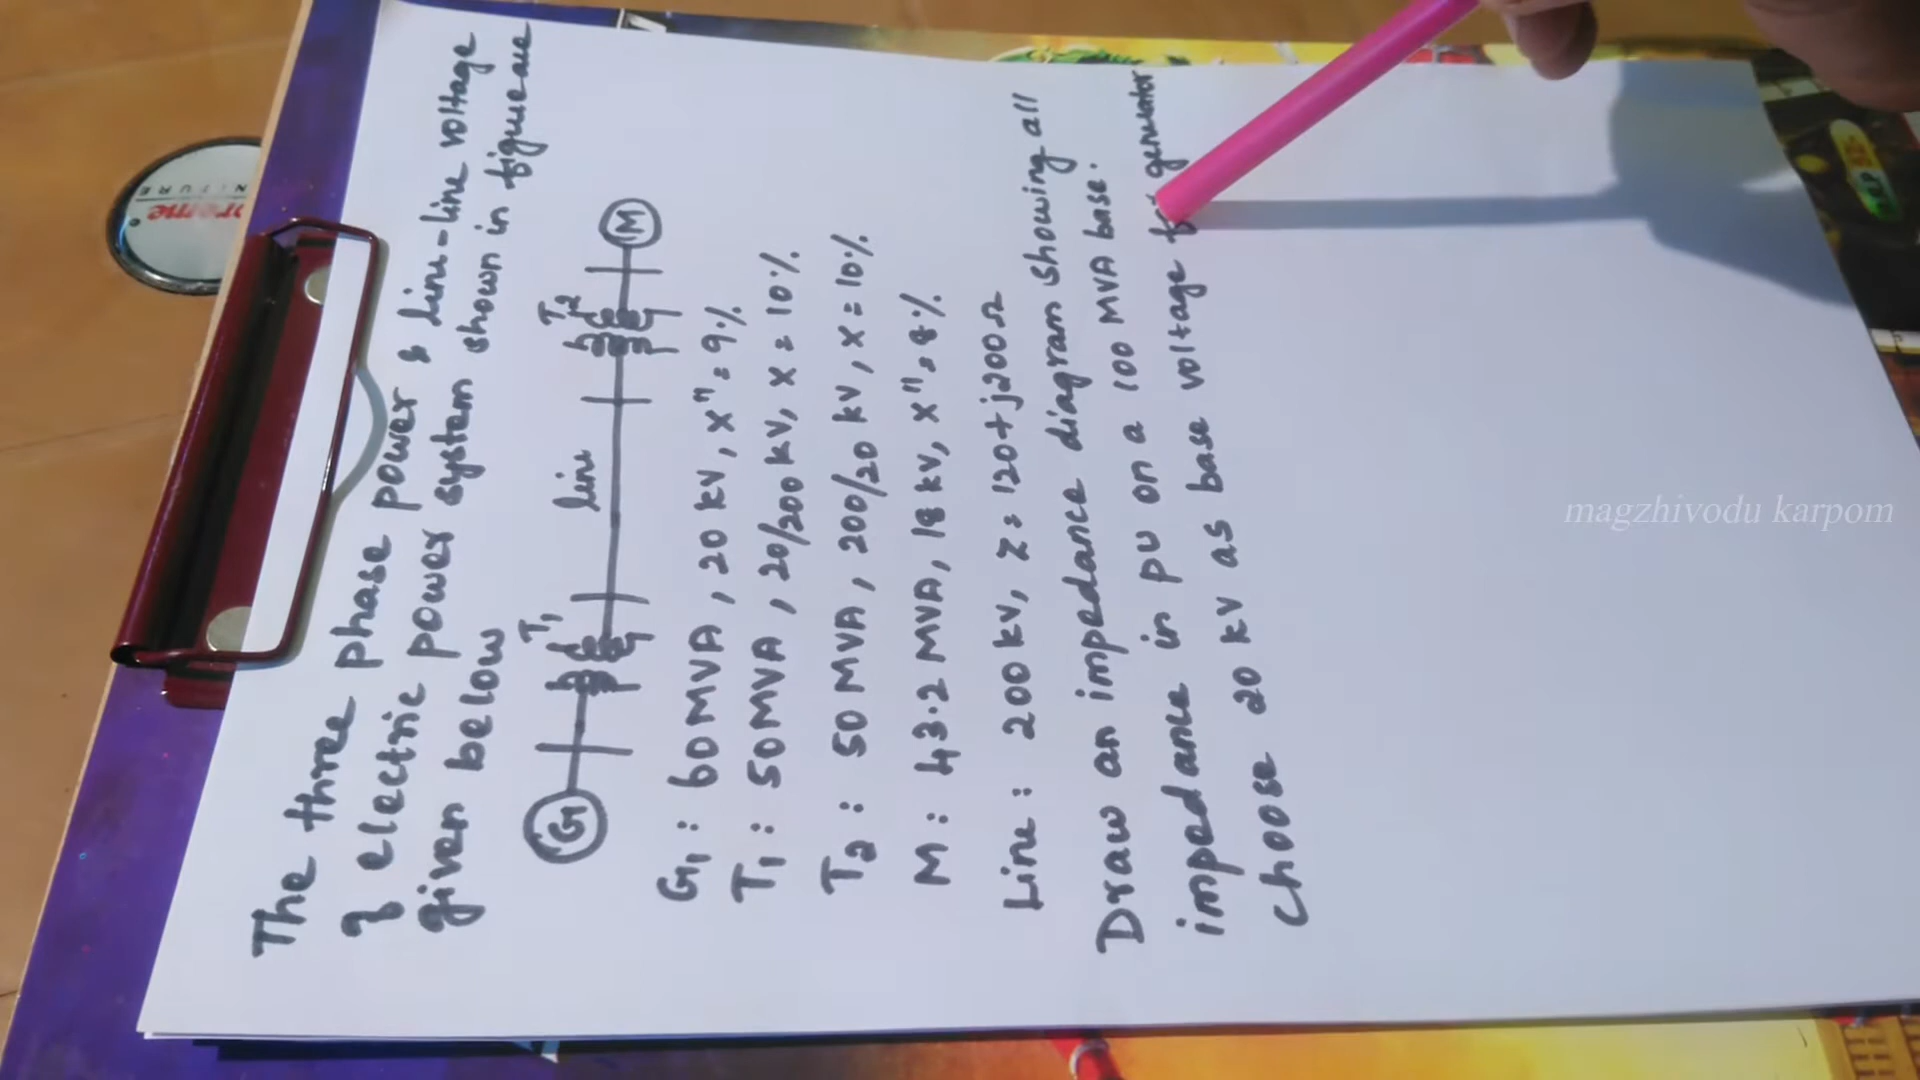 The three phase power & line-line voltage
of electric power system shown in figure are
given below
G1 T1 line T2 M
G1 : 60 MVA, 20 kV, x" = 9%
T1 : 50 MVA, 20/200 kV, x = 10%
T2 : 50 MVA, 200/20 kV, x = 10%
M : 43.2 MVA, 18 kV, x" = 8%
Line : 200 kV, z = 120+j200Ω
Draw an impedance diagram showing all
impedance in pu on a 100 MVA base.
choose 20 kV as base voltage for generator
magzhivodu karpom